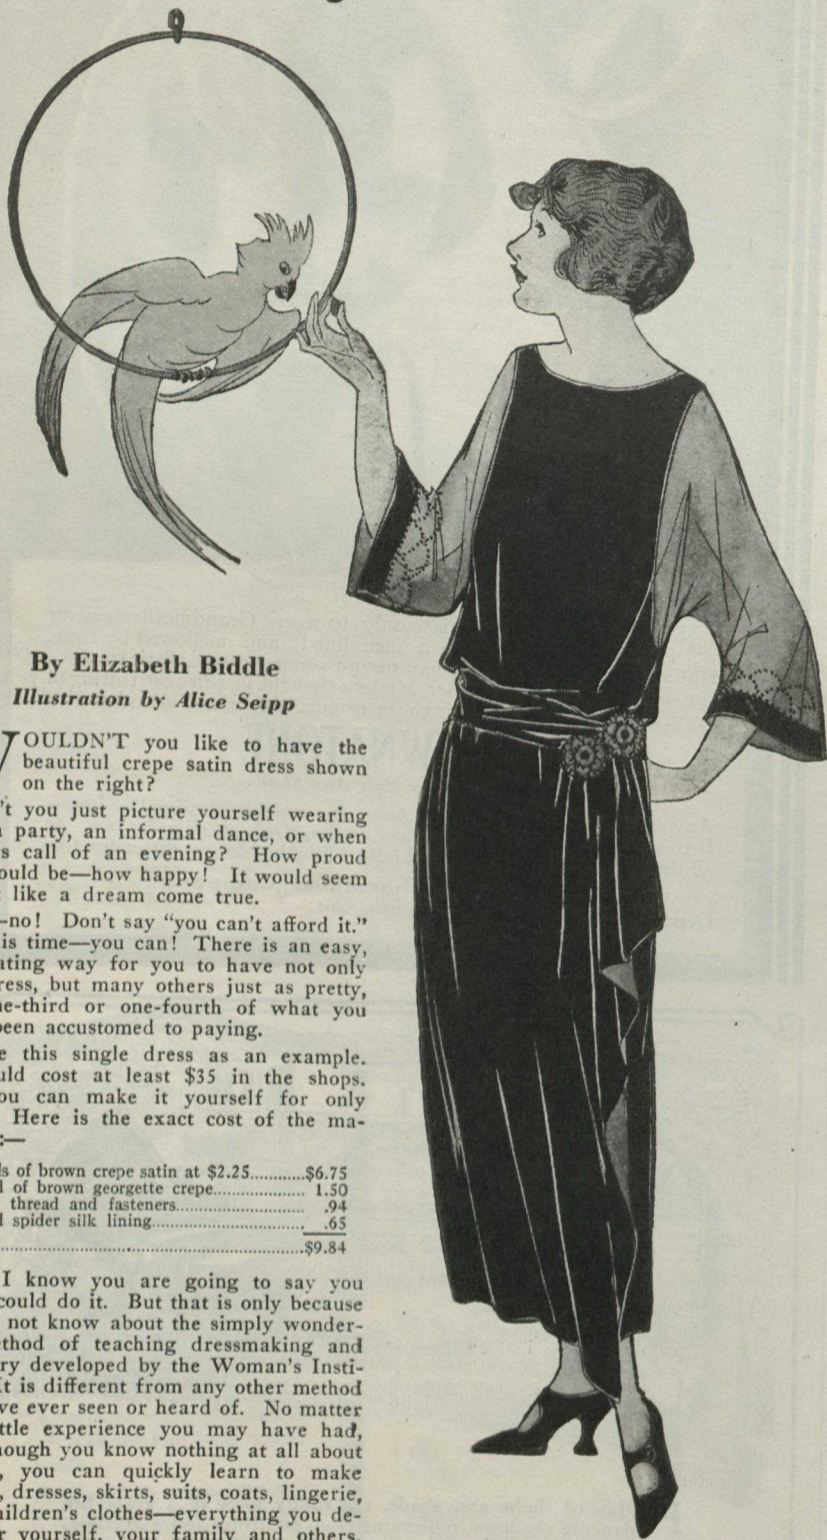 By Elizabeth Biddle
Illustration by Alice Seipp
OULDN'T you like to have the
beautiful crepe satin dress shown
on the right?
't you just picture yourself wearing
party, an informal dance, or when
s call of an evening? How proud
ould be—how happy! It would seem
like a dream come true.
—no! Don't say "you can't afford it."
is time—you can! There is an easy,
ating way for you to have not only
ress, but many others just as pretty,
ne-third or one-fourth of what you
been accustomed to paying.
e this single dress as an example.
uld cost at least $35 in the shops.
ou can make it yourself for only
Here is the exact cost of the ma-
:—
s of brown crepe satin at $2.25...........$6.75
l of brown georgette crepe................. 1.50
thread and fasteners........................ .94
l spider silk lining............................ .65
......................................................$9.84
I know you are going to say you
could do it. But that is only because
not know about the simply wonder-
thod of teaching dressmaking and
ry developed by the Woman's Insti-
It is different from any other method
ve ever seen or heard of. No matter
ttle experience you may have had,
hough you know nothing at all about
, you can quickly learn to make
, dresses, skirts, suits, coats, lingerie,
hildren's clothes—everything you de-
r yourself, your family and others.